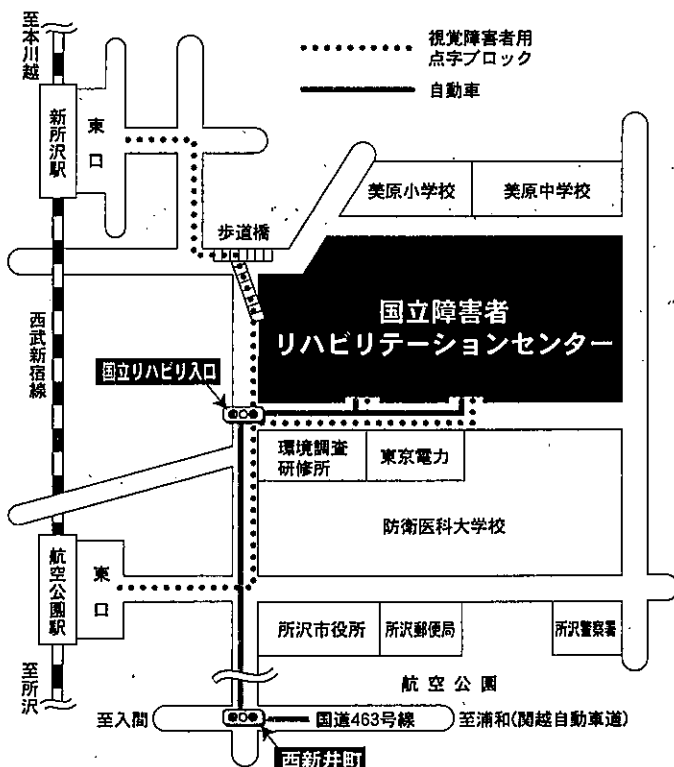 至本川越
視覚障害者用
点字ブロック
自動車
新所沢駅
東口
美原小学校
美原中学校
歩道橋
国立障害者
リハビリテーションセンター
西武新宿線
国立リハビリ入口
環境調査
研修所
東京電力
防衛医科大学校
航空公園駅
東口
所沢市役所
所沢郵便局
所沢警察署
至所沢
航空公園
至入間
国道463号線
至浦和(関越自動車道)
西新井町